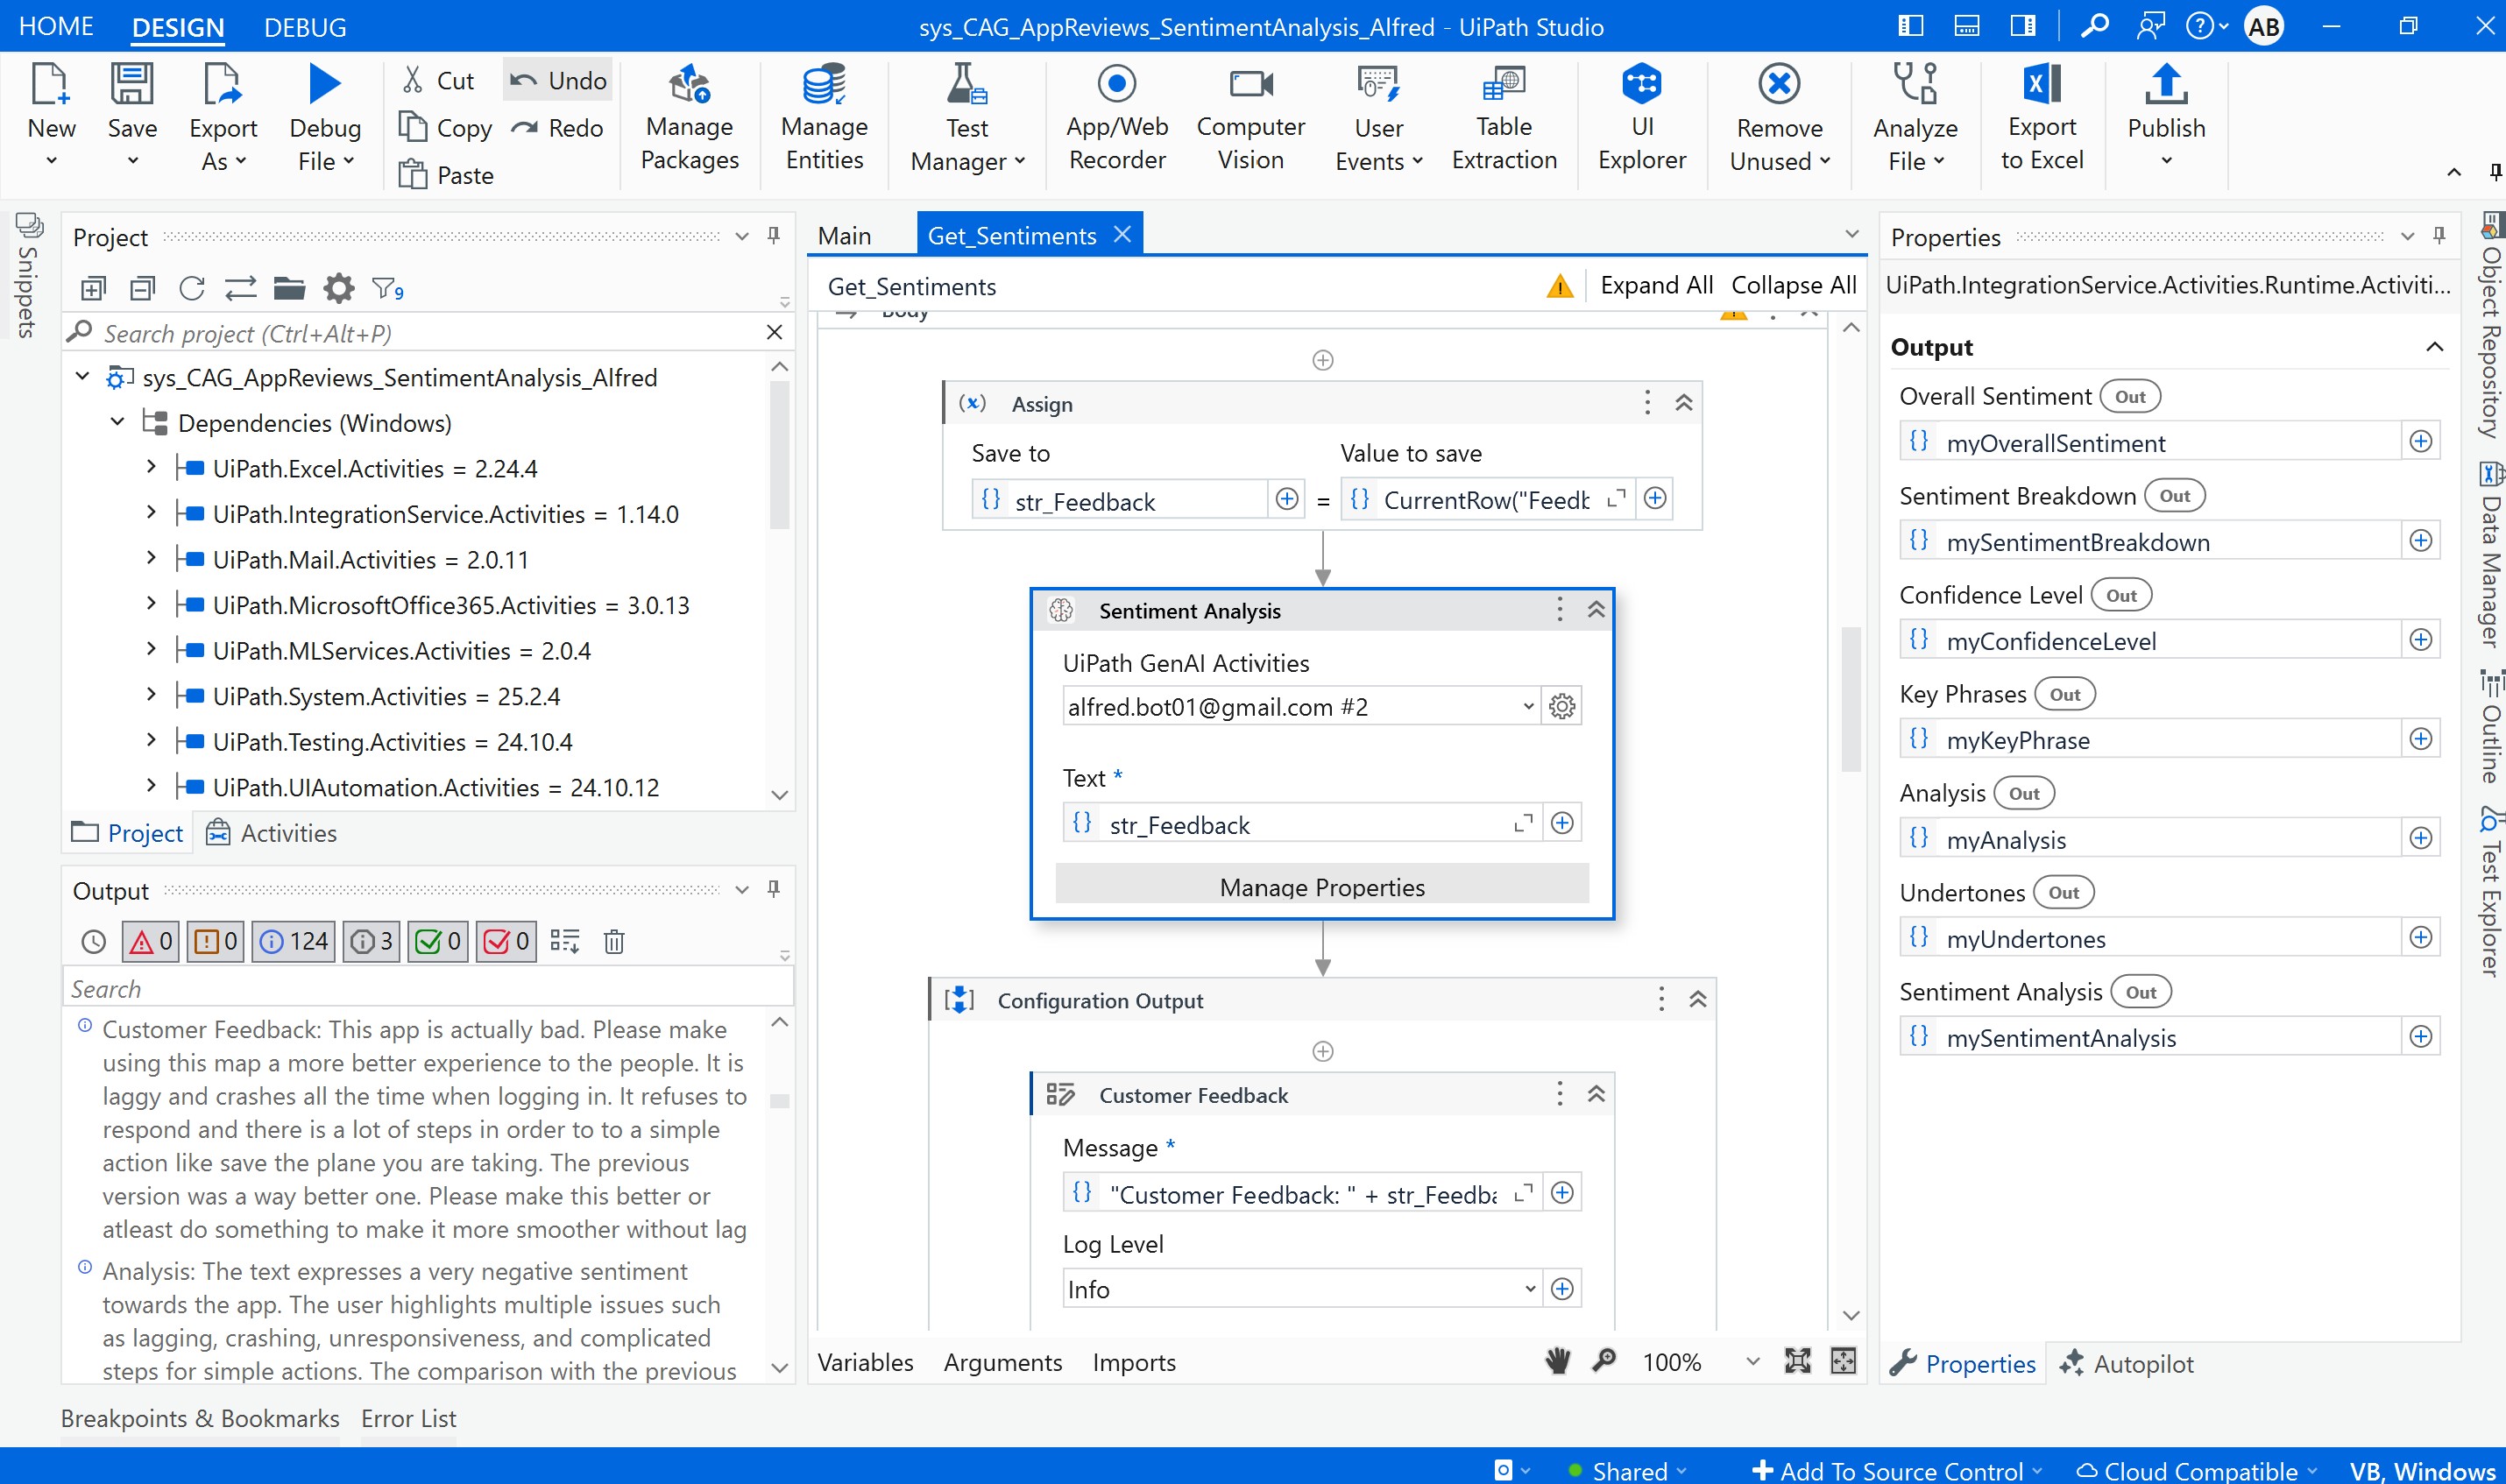 HOME DESIGN DEBUG
sys_CAG_AppReviews_SentimentAnalysis_Alfred - UiPath Studio
AB
New
Save
Export As
Debug File
Cut
Copy
Paste
Undo
Redo
Manage Packages
Manage Entities
Test Manager
App/Web Recorder
Computer Vision
User Events
Table Extraction
UI Explorer
Remove Unused
Analyze File
Export to Excel
Publish
Snippets
Project
9
Search project (Ctrl+Alt+P)
sys_CAG_AppReviews_SentimentAnalysis_Alfred
Dependencies (Windows)
UiPath.Excel.Activities = 2.24.4
UiPath.IntegrationService.Activities = 1.14.0
UiPath.Mail.Activities = 2.0.11
UiPath.MicrosoftOffice365.Activities = 3.0.13
UiPath.MLServices.Activities = 2.0.4
UiPath.System.Activities = 25.2.4
UiPath.Testing.Activities = 24.10.4
UiPath.UIAutomation.Activities = 24.10.12
Project Activities
Output
0 0 124 3 0 0
Search
Customer Feedback: This app is actually bad. Please make
using this map a more better experience to the people. It is
laggy and crashes all the time when logging in. It refuses to
respond and there is a lot of steps in order to to a simple
action like save the plane you are taking. The previous
version was a way better one. Please make this better or
atleast do something to make it more smoother without lag
Analysis: The text expresses a very negative sentiment
towards the app. The user highlights multiple issues such
as lagging, crashing, unresponsiveness, and complicated
steps for simple actions. The comparison with the previous
Breakpoints & Bookmarks Error List
Main Get_Sentiments
Get_Sentiments
Expand All Collapse All
Body
Assign
Save to Value to save
str_Feedback = CurrentRow("Feedb
Sentiment Analysis
UiPath GenAI Activities
alfred.bot01@gmail.com #2
Text *
str_Feedback
Manage Properties
Configuration Output
Customer Feedback
Message *
"Customer Feedback: " + str_Feedba
Log Level
Info
Variables Arguments Imports
100%
Properties
UiPath.IntegrationService.Activities.Runtime.Activiti...
Output
Overall Sentiment Out
myOverallSentiment
Sentiment Breakdown Out
mySentimentBreakdown
Confidence Level Out
myConfidenceLevel
Key Phrases Out
myKeyPhrase
Analysis Out
myAnalysis
Undertones Out
myUndertones
Sentiment Analysis Out
mySentimentAnalysis
Properties Autopilot
Object Repository
Data Manager
Outline
Test Explorer
Shared
Add To Source Control
Cloud Compatible
VB, Windows